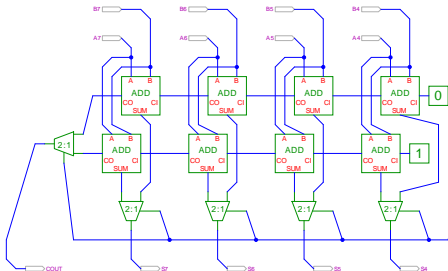 B7 B6 B5 B4
A7 A6 A5 A4
A B A B A B A B
ADD ADD ADD ADD 0
CO CI CO CI CO CI CO CI
SUM SUM SUM SUM
A B A B A B A B
2:1 ADD ADD ADD ADD 1
CO CI CO CI CO CI CO CI
SUM SUM SUM SUM
2:1 2:1 2:1 2:1
COUT S7 S6 S5 S4